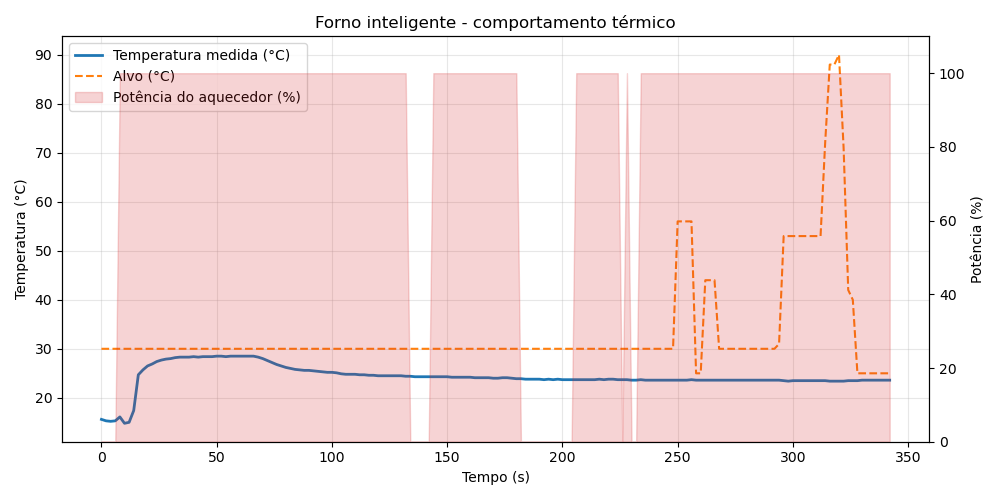 Forno inteligente - comportamento térmico
Temperatura medida (°C)
Alvo (°C)
Potência do aquecedor (%)
Temperatura (°C)
90
80
70
60
50
40
30
20
100
80
60
40
20
0
Potência (%)
0 50 100 150 200 250 300 350
Tempo (s)